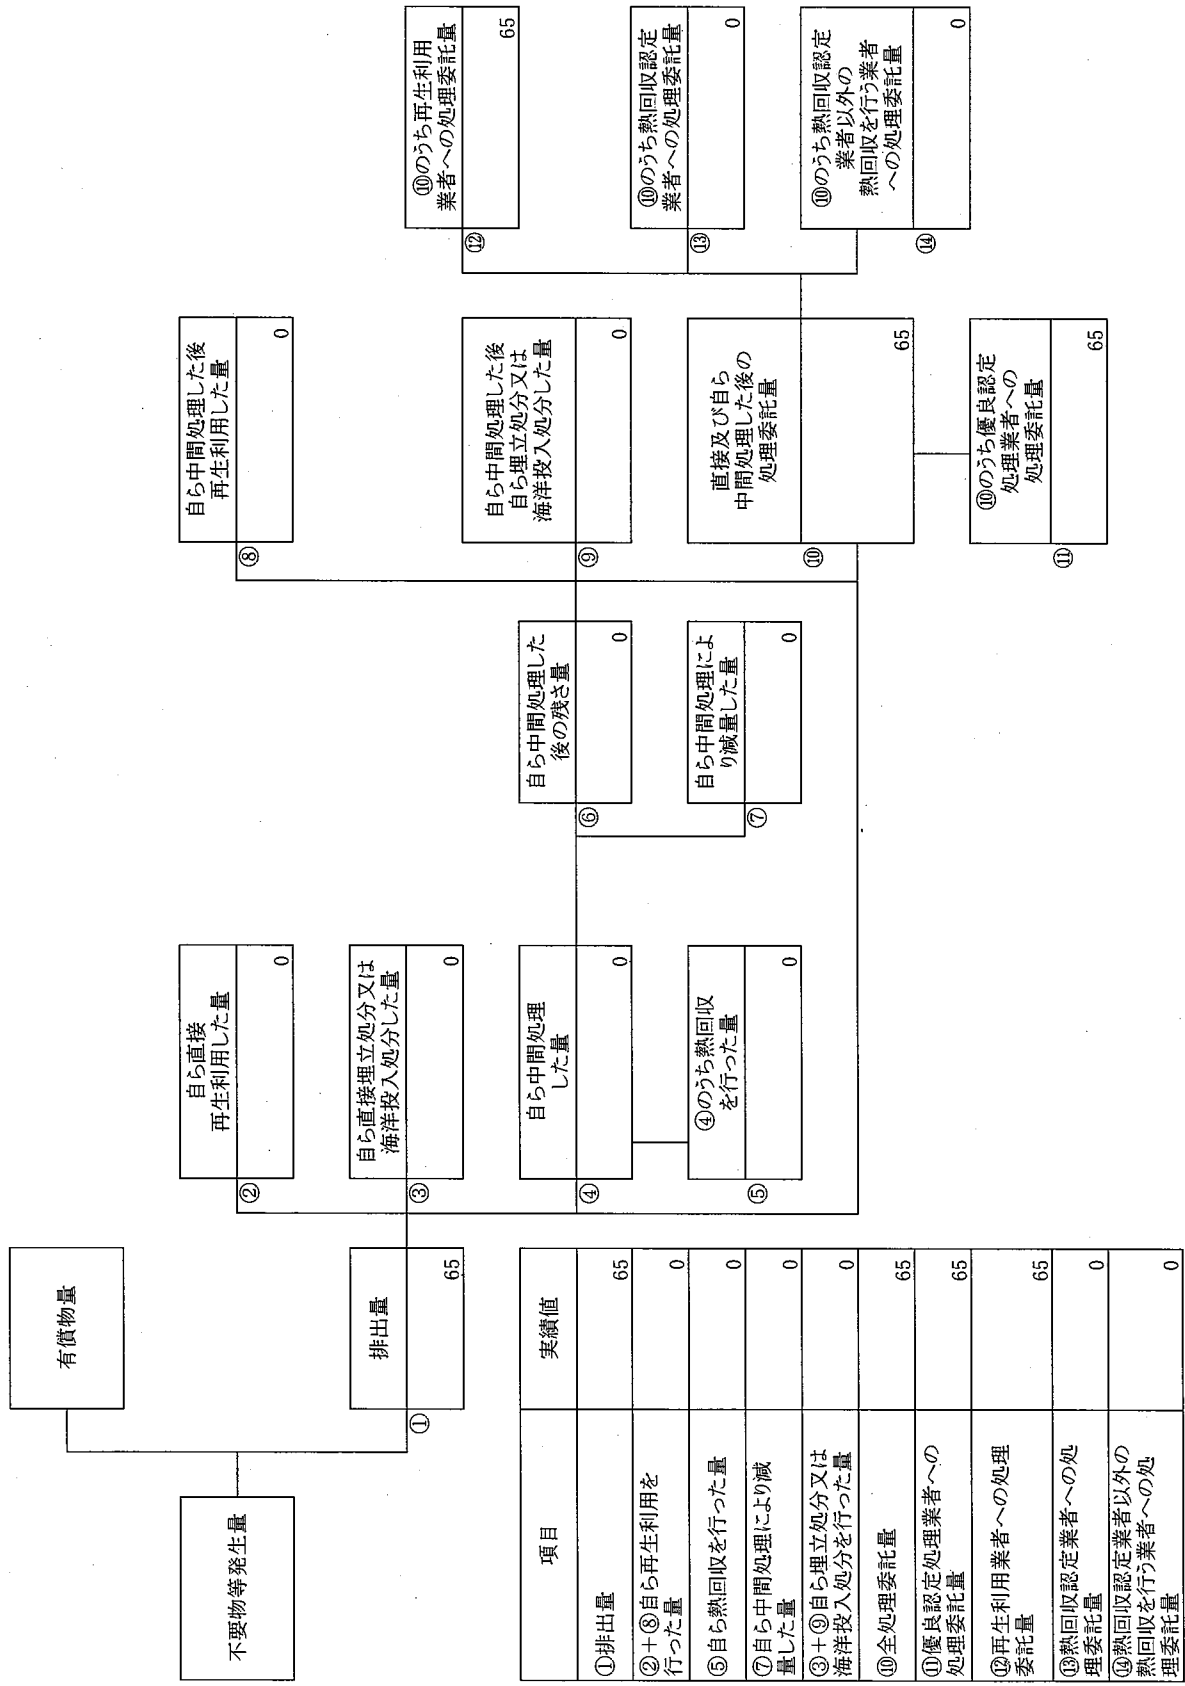 不要物等発生量
有償物量
排出量
①
65
自ら直接
再生利用した量
②
0
自ら直接埋立処分又は
海洋投入処分した量
③
0
自ら中間処理
した量
④
0
④のうち熱回収
を行った量
⑤
0
自ら中間処理した
後の残さ量
⑥
0
自ら中間処理によ
り減量した量
⑦
0
自ら中間処理した後
再生利用した量
⑧
0
自ら中間処理した後
自ら埋立処分又は
海洋投入処分した量
⑨
0
直接及び自ら
中間処理した後の
処理委託量
⑩
65
⑩のうち優良認定
処理業者への
処理委託量
⑪
65
⑩のうち再生利用
業者への処理委託量
⑫
65
⑩のうち熱回収認定
業者への処理委託量
⑬
0
⑩のうち熱回収認定
業者以外の
熱回収を行う業者
への処理委託量
⑭
0
項目 実績値
①排出量 65
②+⑧自ら再生利用を
行った量 0
⑤自ら熱回収を行った量 0
⑦自ら中間処理により減
量した量 0
③+⑨自ら埋立処分又は
海洋投入処分を行った量 0
⑩全処理委託量 65
⑪優良認定処理業者への
処理委託量 65
⑫再生利用業者への処理
委託量 65
⑬熱回収認定業者への処
理委託量 0
⑭熱回収認定業者以外の
熱回収を行う業者への処
理委託量 0